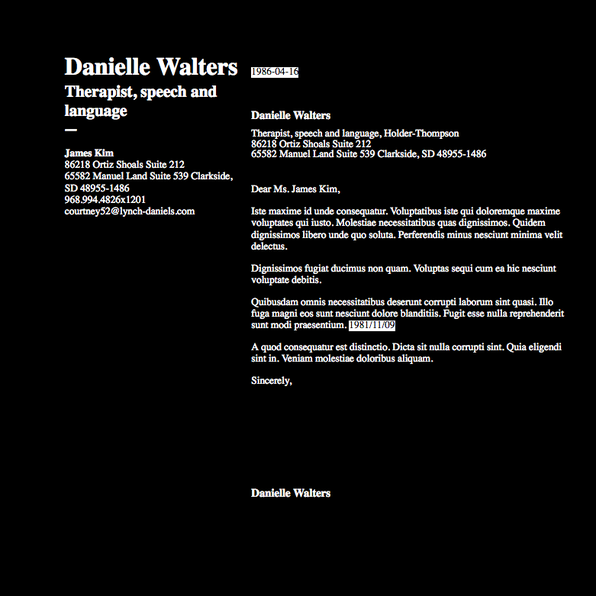 Danielle Walters
Therapist, speech and
language
—
James Kim
86218 Ortiz Shoals Suite 212
65582 Manuel Land Suite 539 Clarkside,
SD 48955-1486
968.994.4826x1201
courtney52@lynch-daniels.com
1986-04-16
Danielle Walters
Therapist, speech and language, Holder-Thompson
86218 Ortiz Shoals Suite 212
65582 Manuel Land Suite 539 Clarkside, SD 48955-1486
Dear Ms. James Kim,
Iste maxime id unde consequatur. Voluptatibus iste qui doloremque maxime
voluptates qui iusto. Molestiae necessitatibus quas dignissimos. Quidem
dignissimos libero unde quo soluta. Perferendis minus nesciunt minima velit
delectus.
Dignissimos fugiat ducimus non quam. Voluptas sequi cum ea hic nesciunt
voluptate debitis.
Quibusdam omnis necessitatibus deserunt corrupti laborum sint quasi. Illo
fuga magni eos sunt nesciunt dolore blanditiis. Fugit esse nulla reprehenderit
sunt modi praesentium. 1981/11/09
A quod consequatur est distinctio. Dicta sit nulla corrupti sint. Quia eligendi
sint in. Veniam molestiae doloribus aliquam.
Sincerely,
Danielle Walters